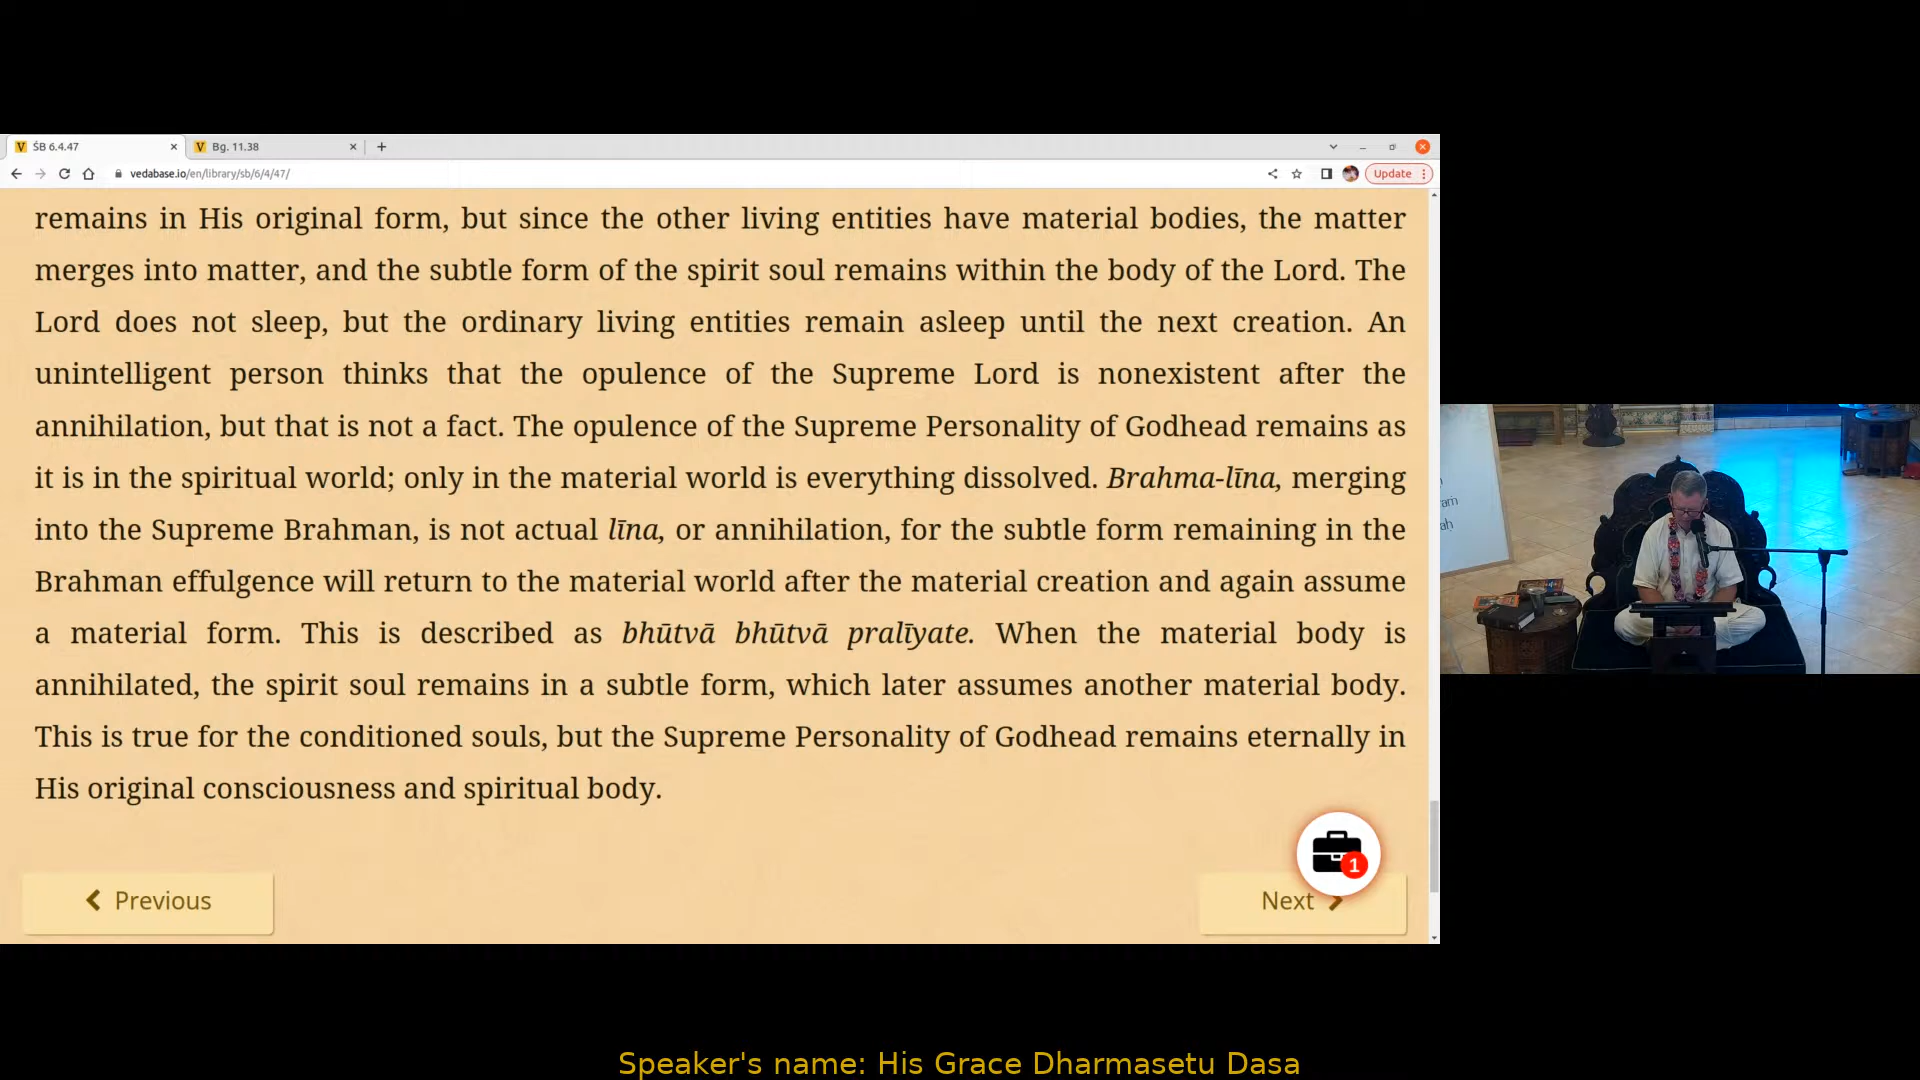 ŚB 6.4.47
Bg. 11.38
vedabase.io/en/library/sb/6/4/47/
Update
remains in His original form, but since the other living entities have material bodies, the matter
merges into matter, and the subtle form of the spirit soul remains within the body of the Lord. The
Lord does not sleep, but the ordinary living entities remain asleep until the next creation. An
unintelligent person thinks that the opulence of the Supreme Lord is nonexistent after the
annihilation, but that is not a fact. The opulence of the Supreme Personality of Godhead remains as
it is in the spiritual world; only in the material world is everything dissolved. Brahma-līna, merging
into the Supreme Brahman, is not actual līna, or annihilation, for the subtle form remaining in the
Brahman effulgence will return to the material world after the material creation and again assume
a material form. This is described as bhūtvā bhūtvā pralīyate. When the material body is
annihilated, the spirit soul remains in a subtle form, which later assumes another material body.
This is true for the conditioned souls, but the Supreme Personality of Godhead remains eternally in
His original consciousness and spiritual body.
1
Previous
Next
Speaker's name: His Grace Dharmasetu Dasa